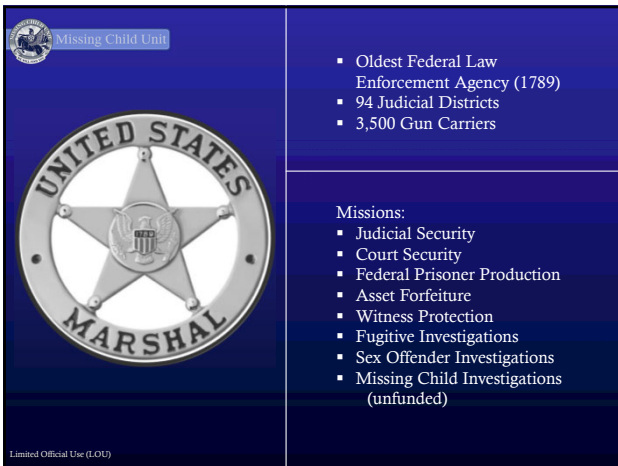 Missing Child Unit
UNITED STATES
1789
MARSHAL
▪ Oldest Federal Law
Enforcement Agency (1789)
▪ 94 Judicial Districts
▪ 3,500 Gun Carriers
Missions:
▪ Judicial Security
▪ Court Security
▪ Federal Prisoner Production
▪ Asset Forfeiture
▪ Witness Protection
▪ Fugitive Investigations
▪ Sex Offender Investigations
▪ Missing Child Investigations
(unfunded)
Limited Official Use (LOU)